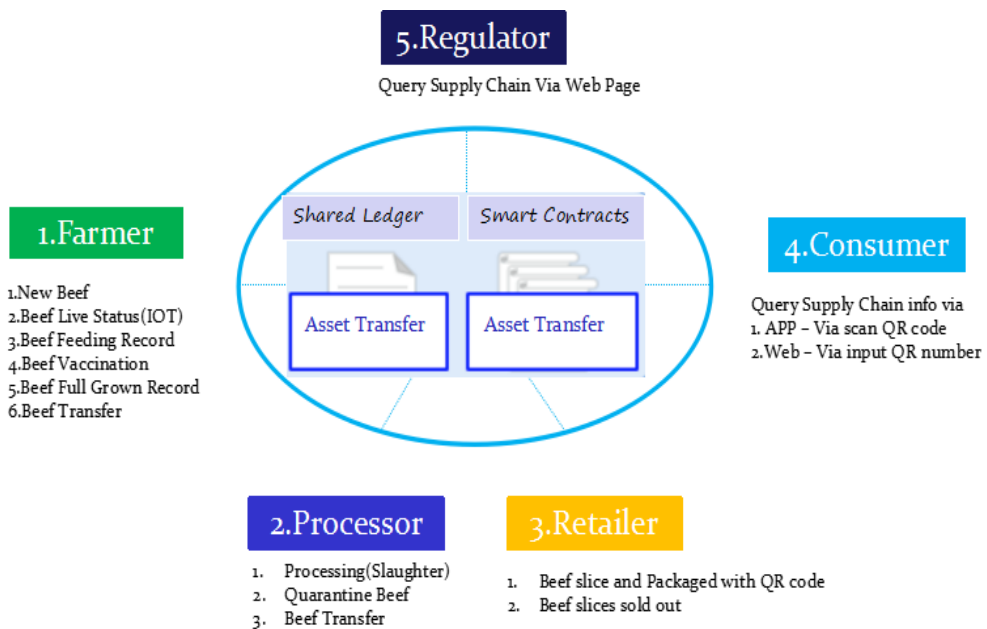 5.Regulator
Query Supply Chain Via Web Page
Shared Ledger
Smart Contracts
Asset Transfer
Asset Transfer
1.Farmer
1.New Beef
2.Beef Live Status(IOT)
3.Beef Feeding Record
4.Beef Vaccination
5.Beef Full Grown Record
6.Beef Transfer
4.Consumer
Query Supply Chain info via
1. APP – Via scan QR code
2.Web – Via input QR number
2.Processor
1. Processing(Slaughter)
2. Quarantine Beef
3. Beef Transfer
3.Retailer
1. Beef slice and Packaged with QR code
2. Beef slices sold out